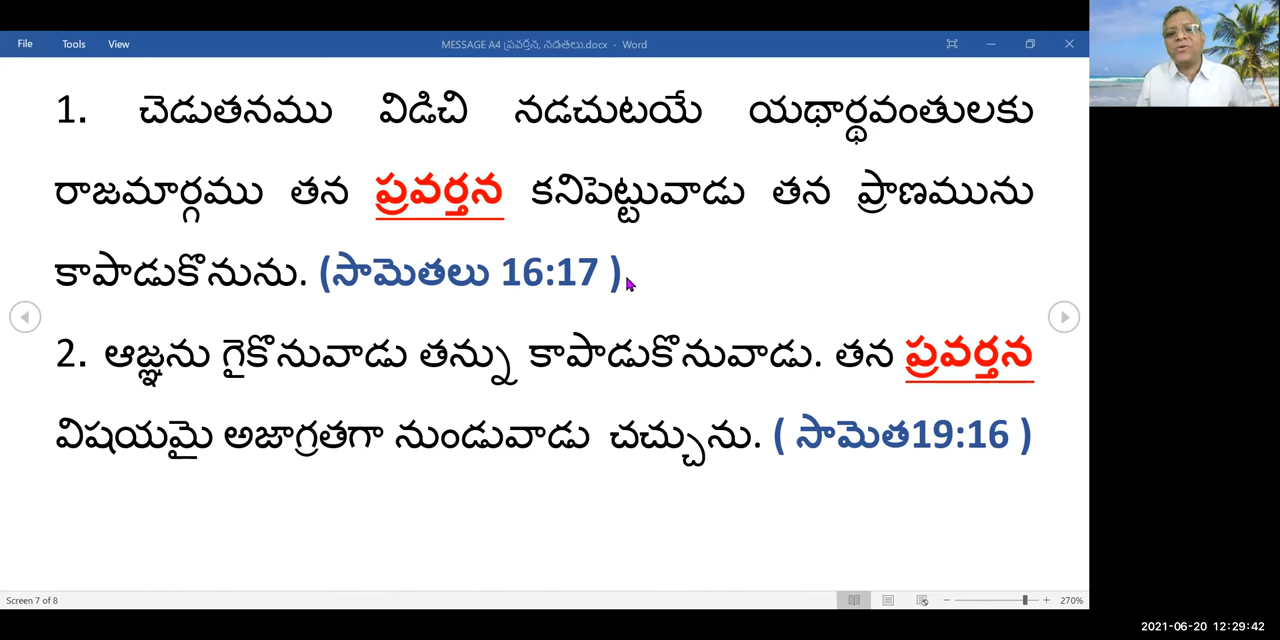 File Tools View MESSAGE A4 ప్రవర్తన, నడతలు.docx - Word
1. చెడుతనము విడిచి నడచుటయే యథార్థవంతులకు
రాజమార్గము తన ప్రవర్తన కనిపెట్టువాడు తన ప్రాణమును
కాపాడుకొనును. (సామెతలు 16:17 )
2. ఆజ్ఞను గైకొనువాడు తన్ను కాపాడుకొనువాడు. తన ప్రవర్తన
విషయమై అజాగ్రతగా నుండువాడు చచ్చును. ( సామెత19:16 )
Screen 7 of 8 270%
2021-06-20 12:29:42